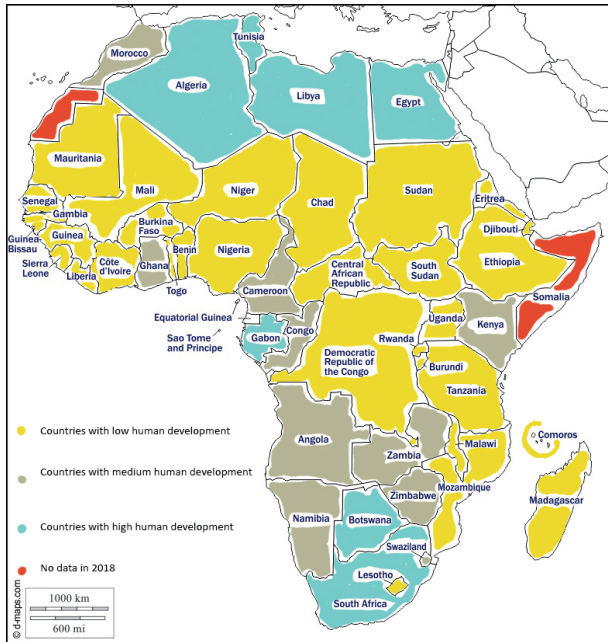 Tunisia
Morocco
Algeria
Libya
Egypt
Mauritania
Mali
Niger
Chad
Sudan
Eritrea
Senegal
Gambia
Guinea
Bissau
Guinea
Sierra
Leone
Liberia
Côte
d'Ivoire
Burkina
Faso
Ghana
Togo
Benin
Nigeria
Djibouti
Ethiopia
Central
African
Republic
South
Sudan
Somalia
Cameroon
Equatorial Guinea
Sao Tome
and Principe
Gabon
Congo
Uganda
Kenya
Rwanda
Democratic
Republic of
the Congo
Burundi
Tanzania
Angola
Zambia
Malawi
Comoros
Mozambique
Zimbabwe
Madagascar
Namibia
Botswana
Swaziland
Lesotho
South Africa
Countries with low human development
Countries with medium human development
Countries with high human development
No data in 2018
1000 km
600 mi
© d-maps.com